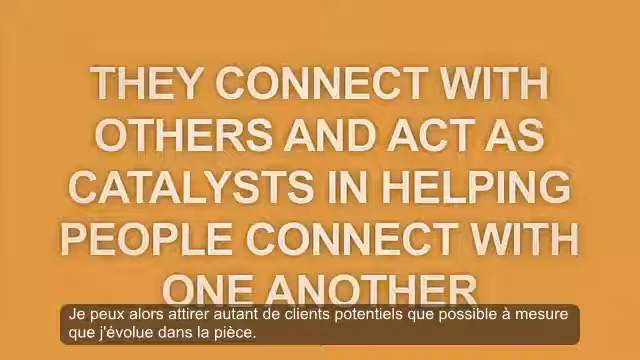 THEY CONNECT WITH
OTHERS AND ACT AS
CATALYSTS IN HELPING
PEOPLE CONNECT WITH
ONE ANOTHER
Je peux alors attirer autant de clients potentiels que possible à mesure
que j'évolue dans la pièce.